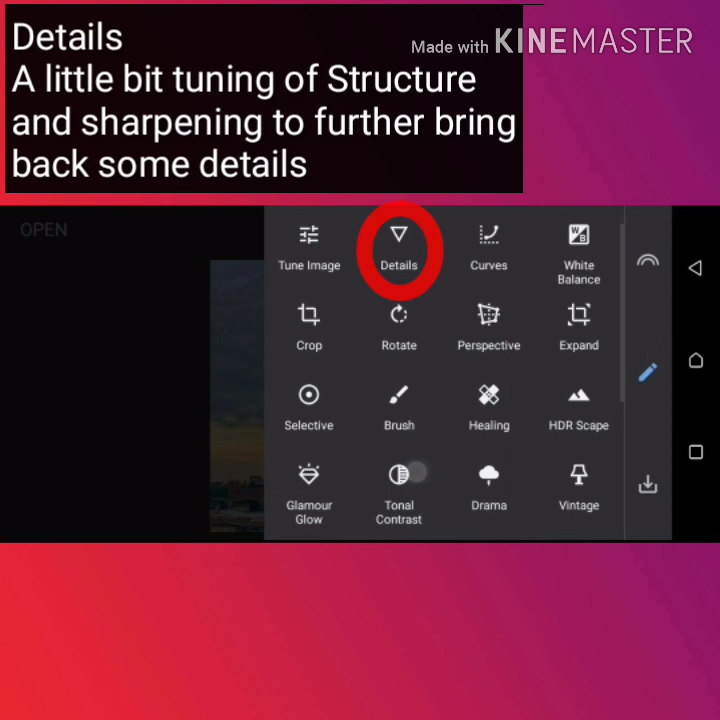 Details
Made with KINEMASTER
A little bit tuning of Structure
and sharpening to further bring
back some details
OPEN
Tune Image
Details
Curves
W B
White
Balance
Crop
Rotate
Perspective
Expand
Selective
Brush
Healing
HDR Scape
Glamour
Glow
Tonal
Contrast
Drama
Vintage